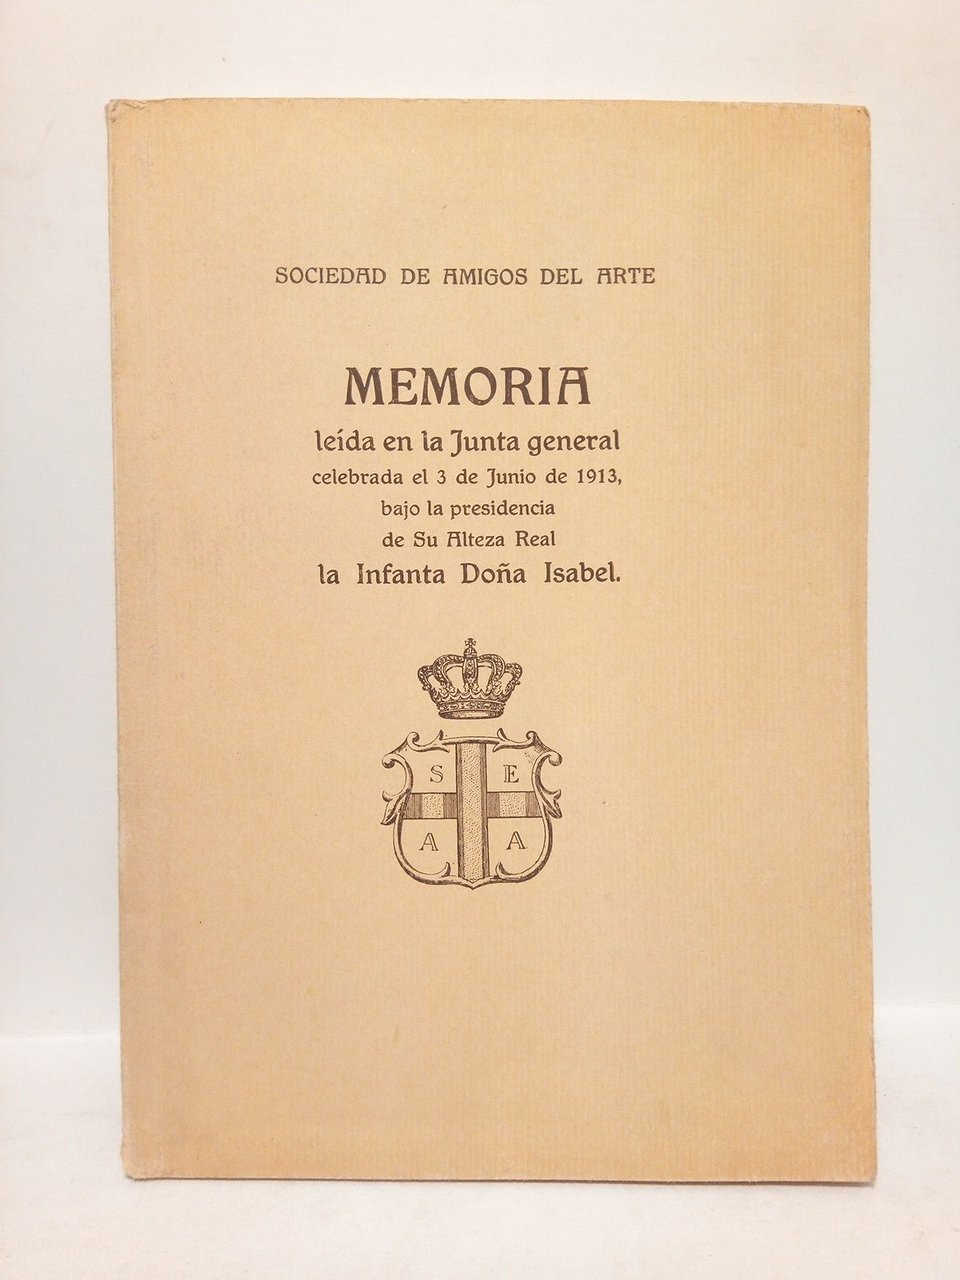 SOCIEDAD DE AMIGOS DEL ARTE
MEMORIA
leída en la Junta general
celebrada el 3 de Junio de 1913,
bajo la presidencia
de Su Alteza Real
la Infanta Doña Isabel.
S E
A A